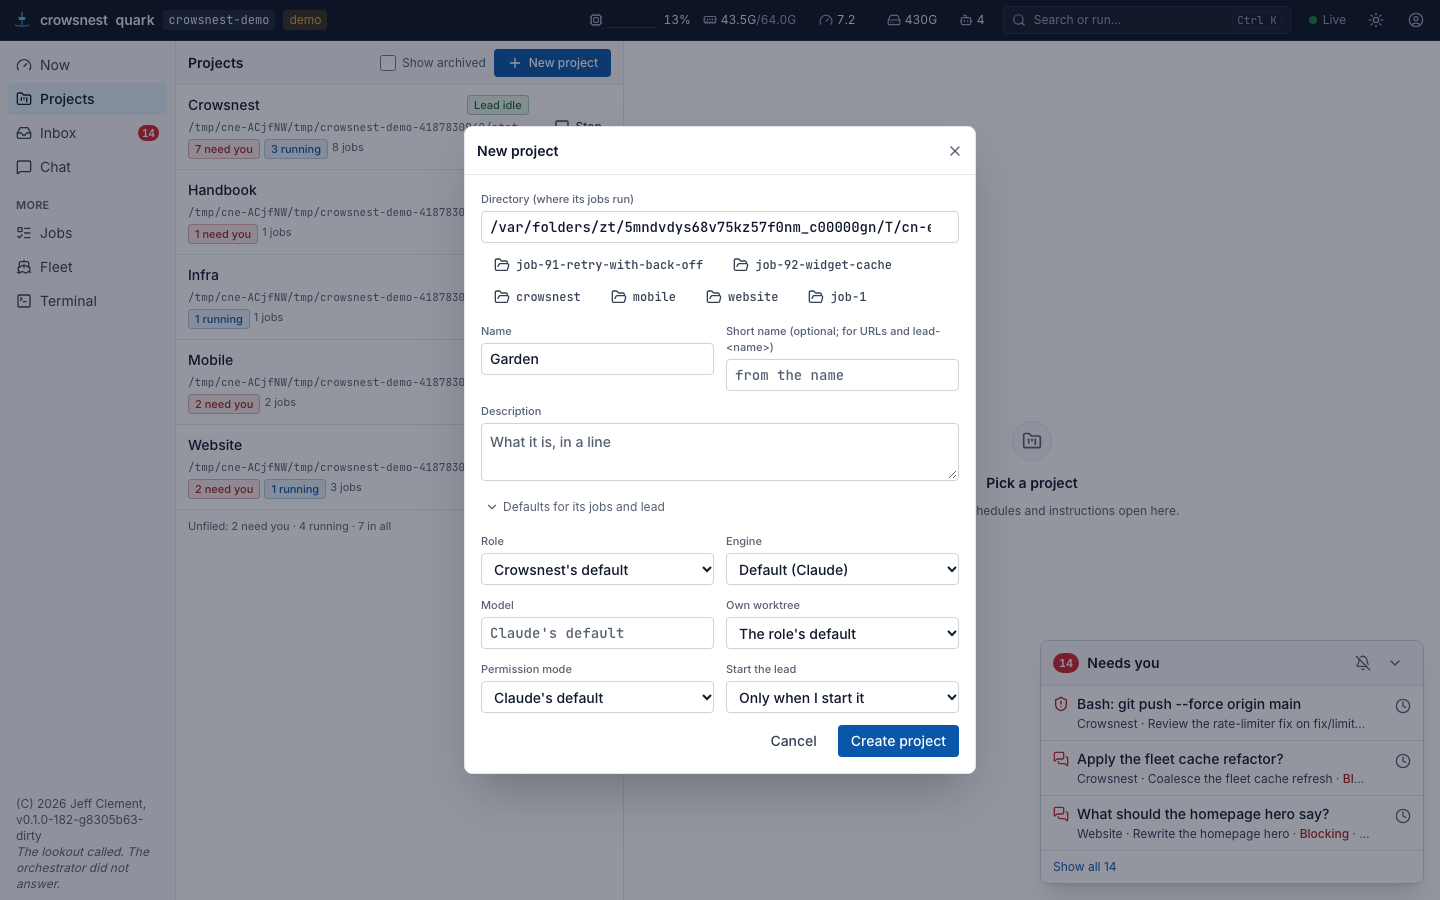 crowsnest quark crowsnest-demo demo 13% 43.5G/64.0G 7.2 430G 4 Search or run... Ctrl K Live
Now
Projects
Inbox 14
Chat
MORE
Jobs
Fleet
Terminal
(C) 2026 Jeff Clement,
v0.1.0-182-g8305b63-
dirty
The lookout called. The
orchestrator did not
answer.
Projects Show archived New project
Crowsnest Lead idle
7 need you 3 running 8 jobs
Handbook
/tmp/cne-ACjfNW/tmp/crowsnest-demo-4187830
1 need you 1 jobs
Infra
/tmp/cne-ACjfNW/tmp/crowsnest-demo-4187830
1 running 1 jobs
Mobile
/tmp/cne-ACjfNW/tmp/crowsnest-demo-4187830
2 need you 2 jobs
Website
/tmp/cne-ACjfNW/tmp/crowsnest-demo-4187830
2 need you 1 running 3 jobs
Unfiled: 2 need you · 4 running · 7 in all
New project
Directory (where its jobs run)
/var/folders/zt/5mndvdys68v75kz57f0nm_c00000gn/T/cn-e
job-91-retry-with-back-off job-92-widget-cache
crowsnest mobile website job-1
Name
Garden
Short name (optional; for URLs and lead-
<name>)
from the name
Description
What it is, in a line
Defaults for its jobs and lead
Role Engine
Crowsnest's default Default (Claude)
Model Own worktree
Claude's default The role's default
Permission mode Start the lead
Claude's default Only when I start it
Cancel Create project
Pick a project
hedules and instructions open here.
14 Needs you
Bash: git push --force origin main
Crowsnest · Review the rate-limiter fix on fix/limit...
Apply the fleet cache refactor?
Crowsnest · Coalesce the fleet cache refresh · Bl...
What should the homepage hero say?
Website · Rewrite the homepage hero · Blocking · ...
Show all 14